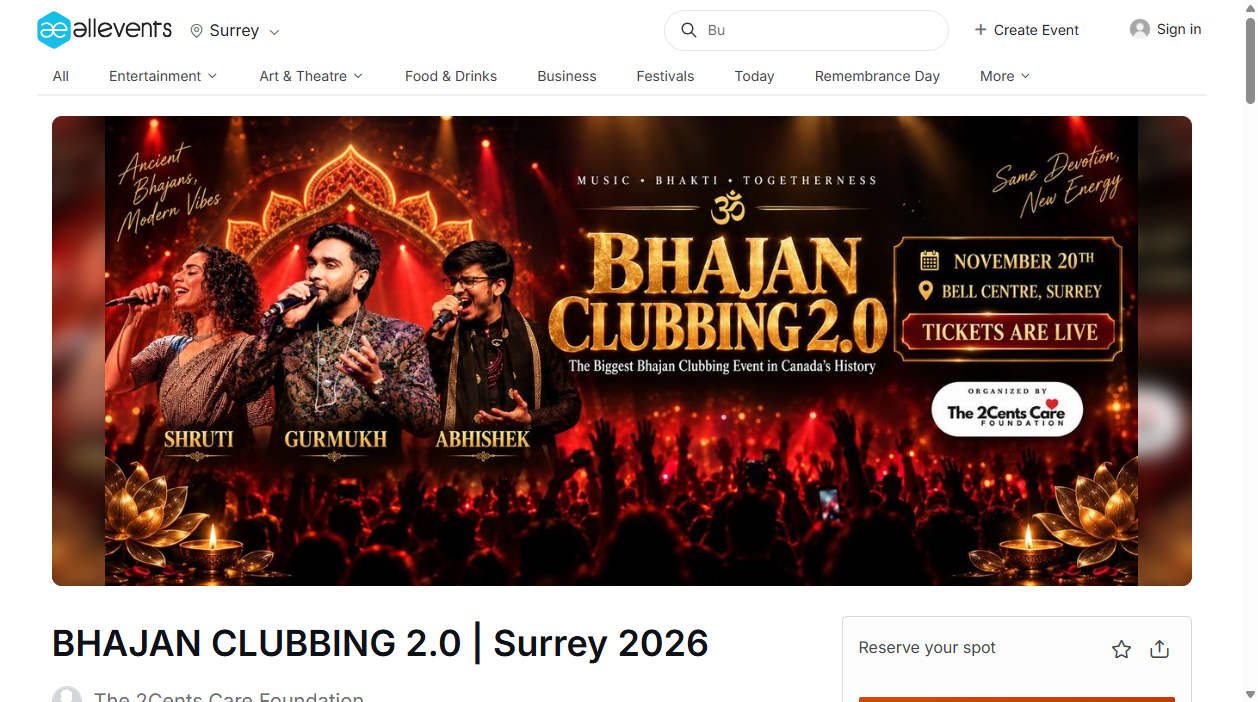 allevents
Surrey
Bu
Create Event
Sign in
All
Entertainment
Art & Theatre
Food & Drinks
Business
Festivals
Today
Remembrance Day
More
Ancient
Bhajans,
Modern Vibes
MUSIC • BHAKTI • TOGETHERNESS
ॐ
BHAJAN
CLUBBING 2.0
The Biggest Bhajan Clubbing Event in Canada's History
Same Devotion,
New Energy
NOVEMBER 20TH
BELL CENTRE, SURREY
TICKETS ARE LIVE
ORGANIZED BY
The 2Cents Care
FOUNDATION
SHRUTI
GURMUKH
ABHISHEK
BHAJAN CLUBBING 2.0 | Surrey 2026
The 2Cents Care Foundation
Reserve your spot